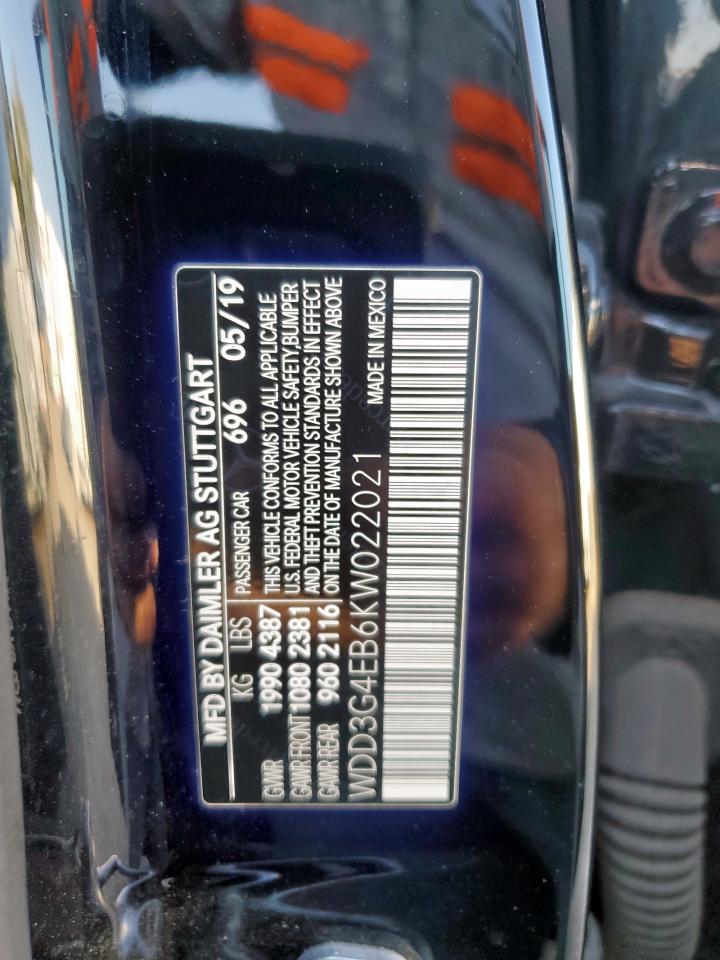 MFD BY DAIMLER AG STUTTGART
KG LBS PASSENGER CAR 696 05/19
GWR 1990 4387 THIS VEHICLE CONFORMS TO ALL APPLICABLE
GAWR FRONT 1080 2381 U.S. FEDERAL MOTOR VEHICLE SAFETY,BUMPER
GAWR REAR 960 2116 AND THEFT PREVENTION STANDARDS IN EFFECT
ON THE DATE OF MANUFACTURE SHOWN ABOVE
WDD3G4EB6KW022021 MADE IN MEXICO